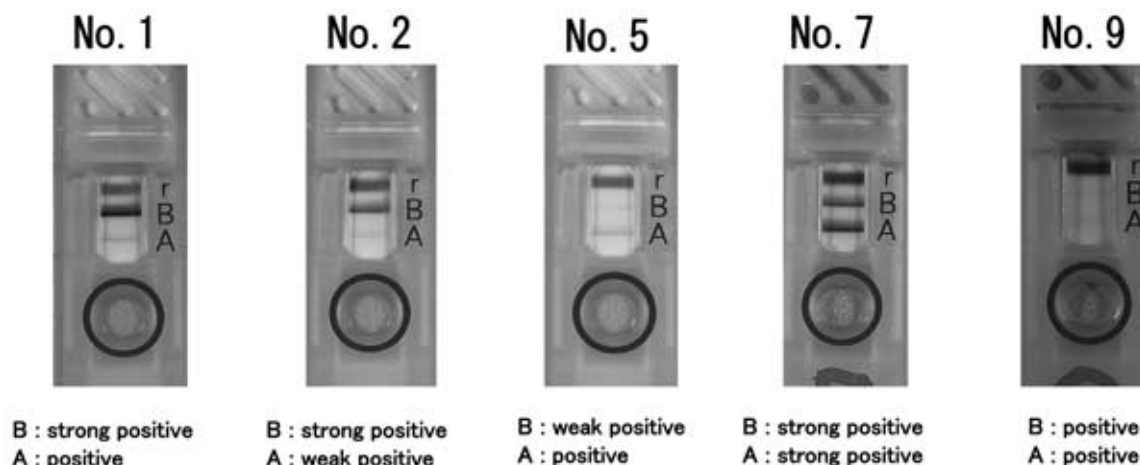 No. 1
No. 2
No. 5
No. 7
No. 9
r
B
A
r
B
A
r
B
A
r
B
A
r
B
A
B : strong positive
A : positive
B : strong positive
A : weak positive
B : weak positive
A : positive
B : strong positive
A : strong positive
B : positive
A : positive